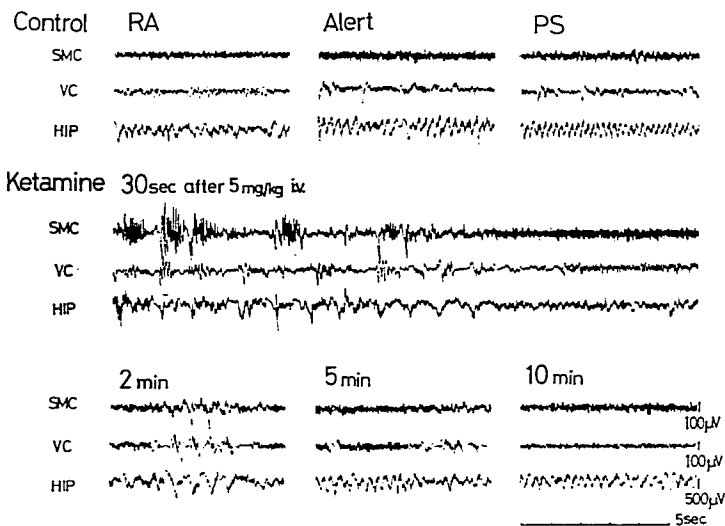 Control RA Alert PS
SMC
VC
HIP
Ketamine 30sec after 5mg/kg i.v.
SMC
VC
HIP
2 min 5 min 10 min
SMC
100µV
VC
100µV
HIP
500µV
5sec